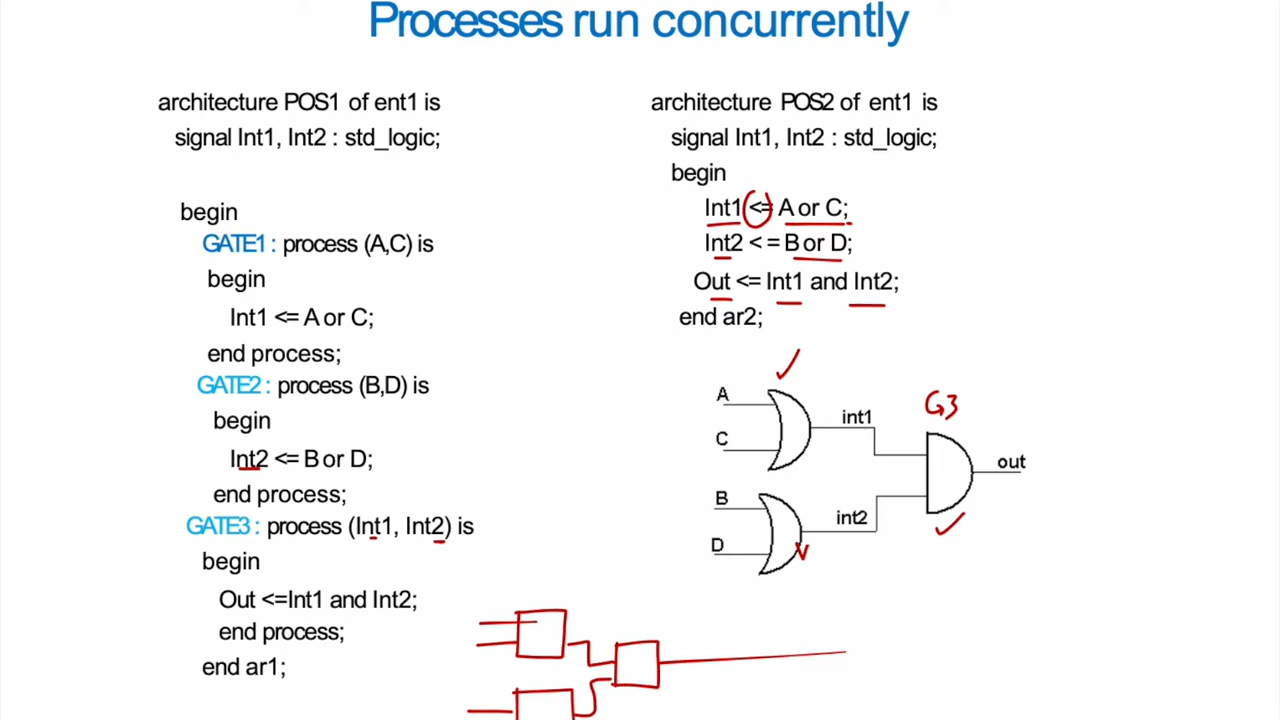 Processes run concurrently
architecture POS1 of ent1 is
signal Int1, Int2 : std_logic;
begin
GATE1 : process (A,C) is
begin
Int1 <= A or C;
end process;
GATE2 : process (B,D) is
begin
Int2 <= B or D;
end process;
GATE3 : process (Int1, Int2) is
begin
Out <=Int1 and Int2;
end process;
end ar1;
architecture POS2 of ent1 is
signal Int1, Int2 : std_logic;
begin
Int1 <= A or C;
Int2 < = B or D;
Out <= Int1 and Int2;
end ar2;
A
C
int1
G3
out
B
D
int2